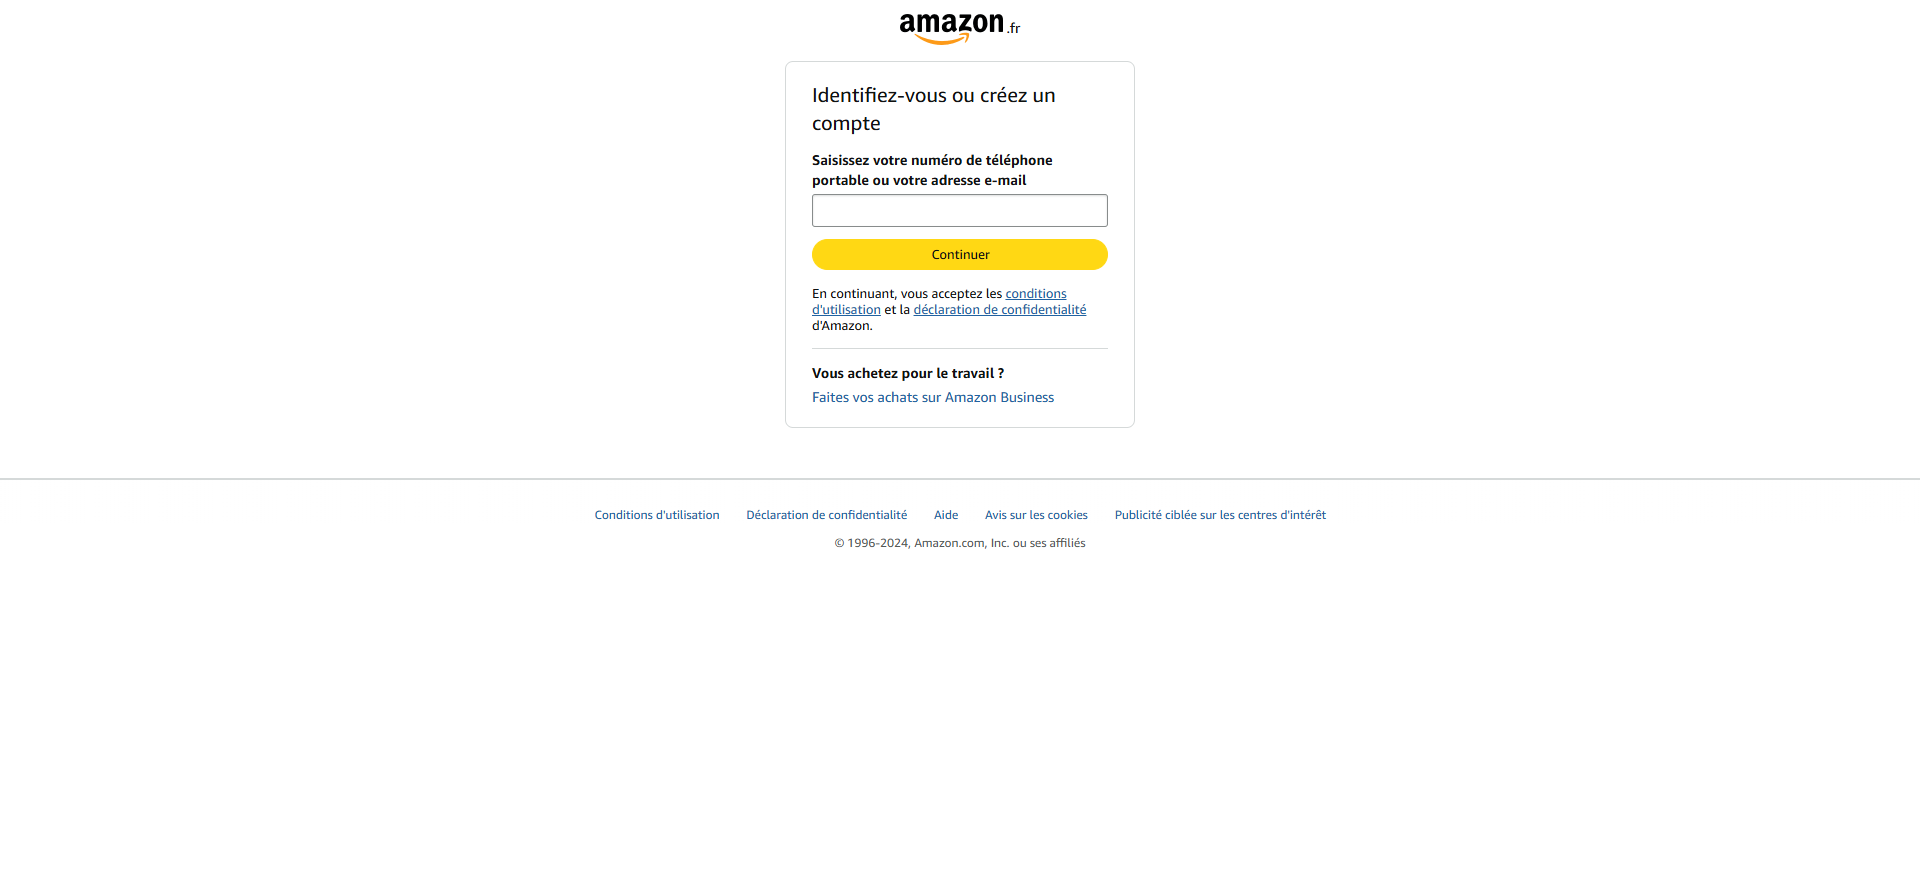 amazon.fr
Identifiez-vous ou créez un
compte
Saisissez votre numéro de téléphone
portable ou votre adresse e-mail
Continuer
En continuant, vous acceptez les conditions
d'utilisation et la déclaration de confidentialité
d'Amazon.
Vous achetez pour le travail ?
Faites vos achats sur Amazon Business
Conditions d'utilisation Déclaration de confidentialité Aide Avis sur les cookies Publicité ciblée sur les centres d'intérêt
© 1996-2024, Amazon.com, Inc. ou ses affiliés